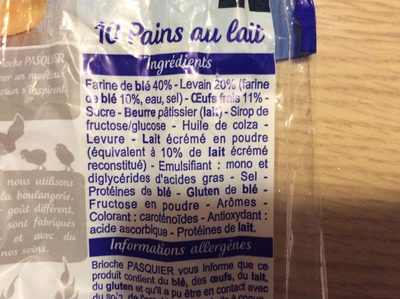 10 Pains au lait
Ingrédients
Farine de blé 40% - Levain 20% (farine
de blé 10%, eau, sel) - Œufs frais 11% -
Sucre - Beurre pâtissier (lait) - Sirop de
fructose/glucose - Huile de colza -
Levure - Lait écrémé en poudre
(équivalent à 10% de lait écrémé
reconstitué) - Emulsifiant : mono et
diglycérides d'acides gras - Sel -
Protéines de blé - Gluten de blé -
Fructose en poudre - Arômes -
Colorant : caroténoïdes - Antioxydant :
acide ascorbique - Protéines de lait.
Informations allergènes
Brioche PASQUIER vous informe que ce
produit contient du blé, des œufs, du lait,
du gluten et qu'il a pu être en contact avec
Brioche PASQUIER
un moelleux
s'inspirent
nous utilisons
la boulangerie,
goût différent,
sont fabriqués
et avec du
nos soins.